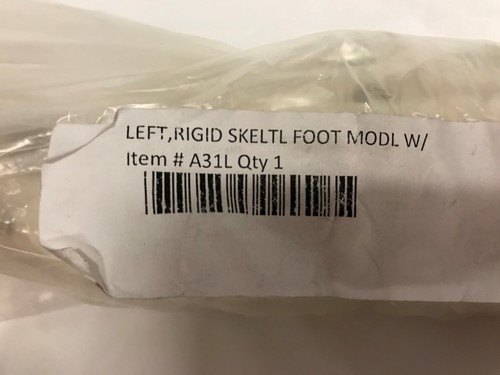 LEFT,RIGID SKELTL FOOT MODL W/
Item # A31L Qty 1